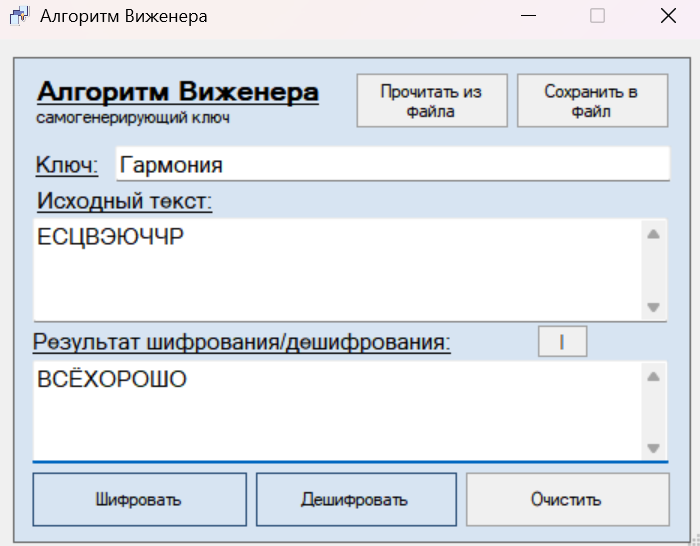 Алгоритм Виженера
Алгоритм Виженера
самогенерирующий ключ
Прочитать из
файла
Сохранить в
файл
Ключ:
Гармония
Исходный текст:
ЕСЦВЭЮЧЧР
Результат шифрования/дешифрования:
|
ВСЁХОРОШО
Шифровать
Дешифровать
Очистить